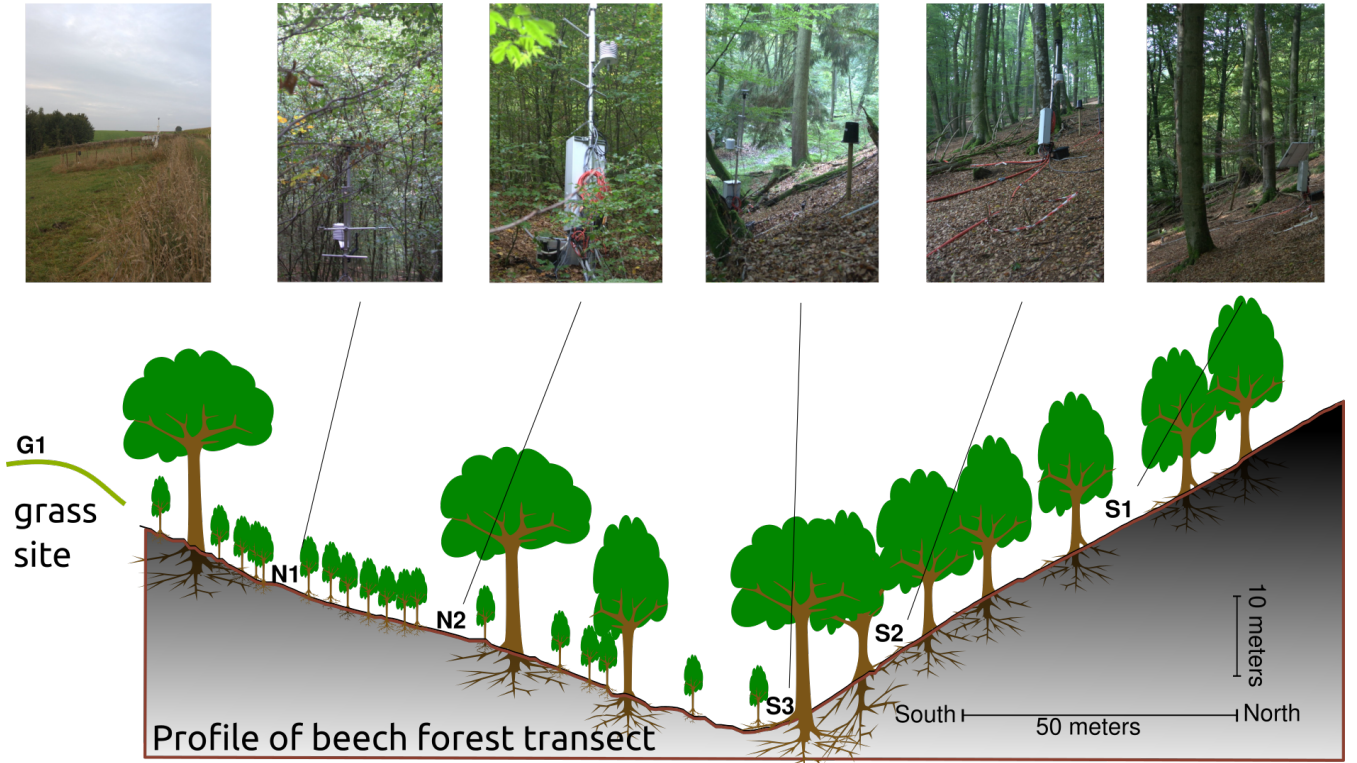 G1
grass
site
N1
N2
S3
S2
S1
10 meters
South
North
50 meters
Profile of beech forest transect